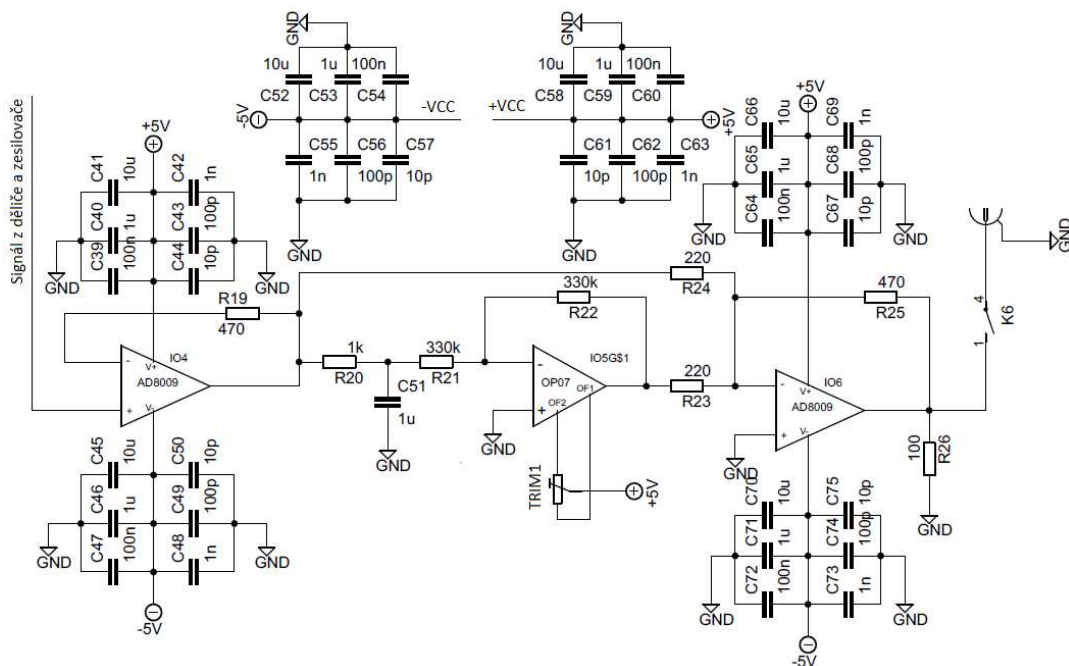 Signál z děliče a zesilovače
+5V
C41
10u
C42
1n
C40
1u
C43
100p
C39
100n
C44
10p
GND
GND
R19
470
-
+
V+
V-
IO4
AD8009
C45
10u
C50
10p
C46
1u
C49
100p
C47
100n
C48
1n
GND
GND
-5V
GND
10u
1u
100n
C52
C53
C54
-5V
-VCC
C55
C56
C57
1n
100p
10p
GND
GND
10u
1u
100n
C58
C59
C60
+VCC
+5V
C61
C62
C63
10p
100p
1n
GND
1k
R20
C51
1u
GND
330k
R21
330k
R22
-
+
IO5G$1
OP07
OF1
OF2
GND
TRIM1
+5V
220
R24
220
R23
+5V
C66
10u
C69
1n
C65
1u
C68
100p
C64
100n
C67
10p
GND
GND
470
R25
-
+
V+
V-
IO6
AD8009
GND
C70
10u
C75
10p
C71
1u
C74
100p
C72
100n
C73
1n
GND
GND
-5V
100
R26
GND
1
4
K6
GND